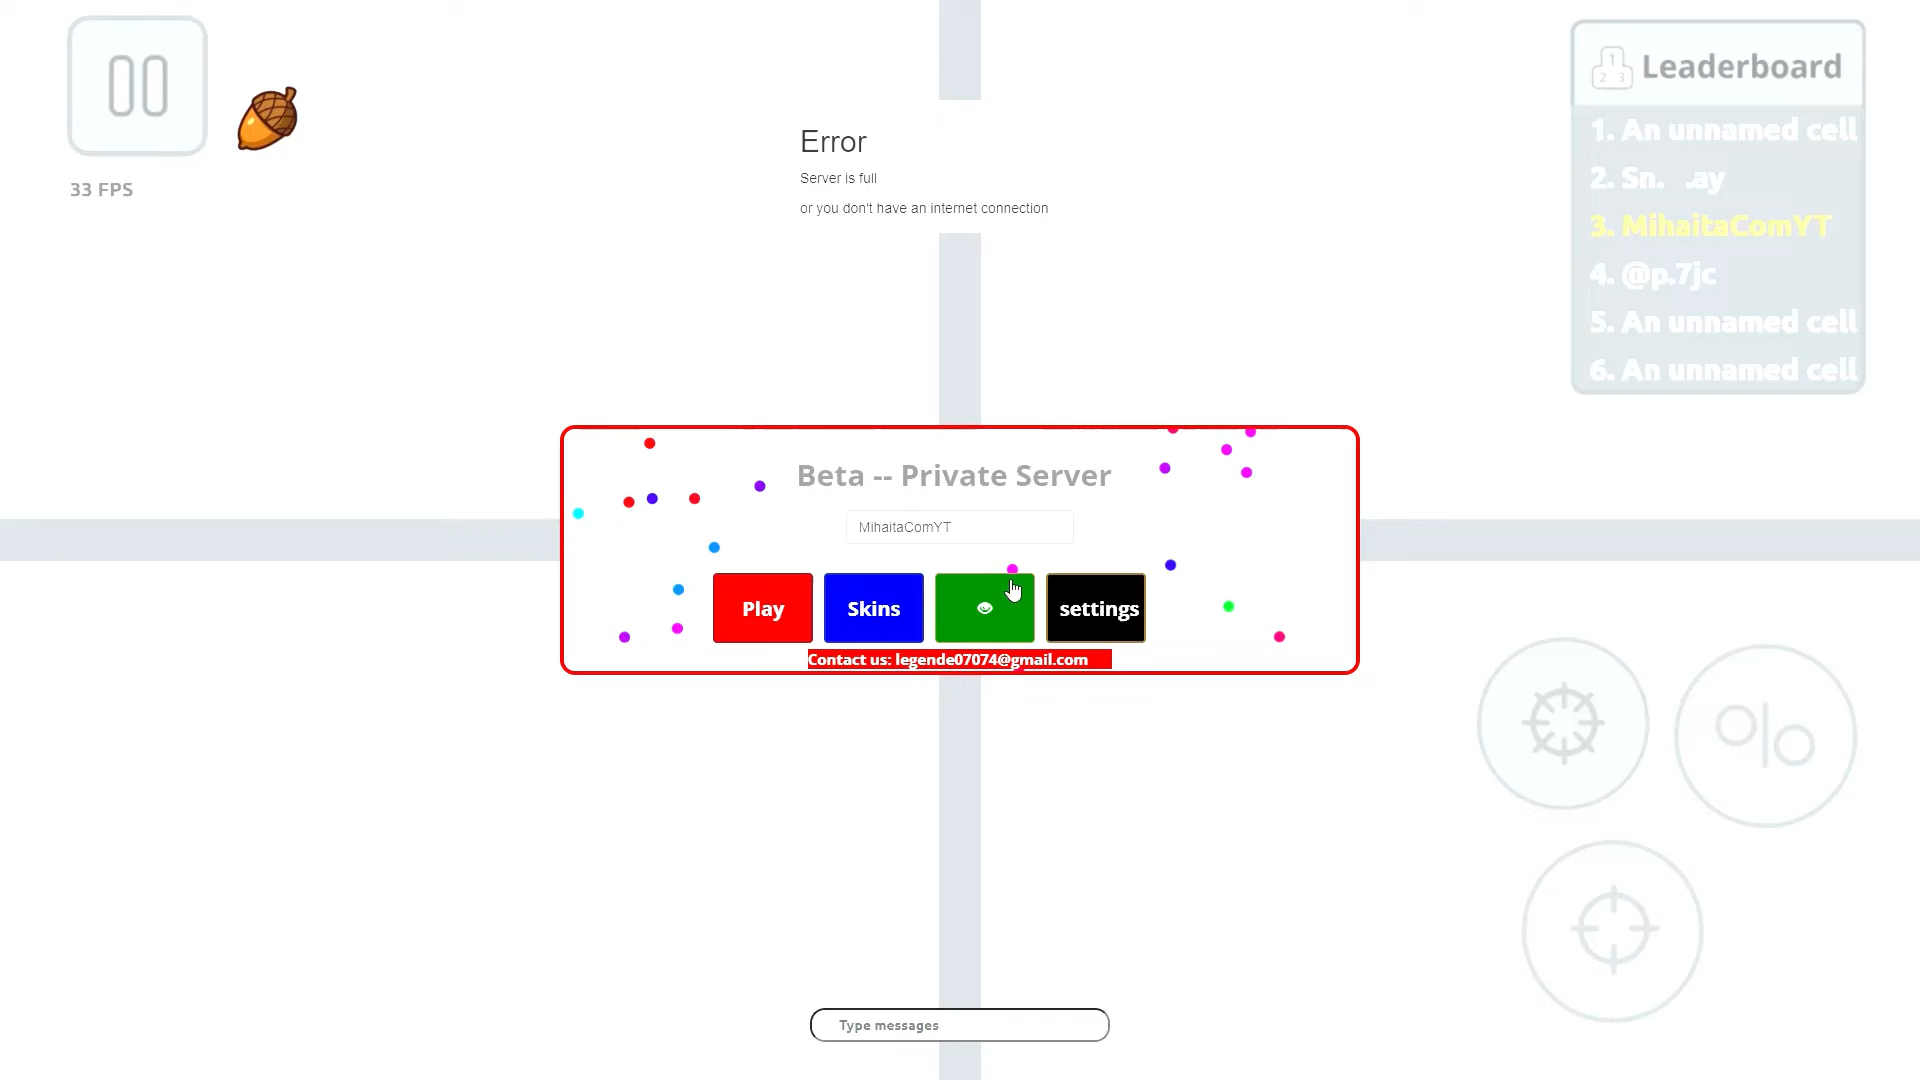 33 FPS
Error
Server is full
or you don't have an internet connection
Leaderboard
1. An unnamed cell
2. Sn. .ay
3. MihaitaComYT
4. @p.7jc
5. An unnamed cell
6. An unnamed cell
Beta -- Private Server
MihaitaComYT
Play
Skins
settings
Contact us: legende07074@gmail.com
Type messages